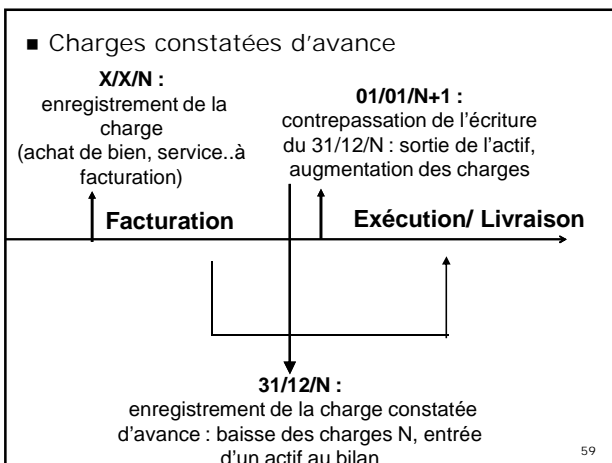 ■ Charges constatées d'avance
X/X/N :
enregistrement de la
charge
(achat de bien, service..à
facturation)
01/01/N+1 :
contrepassation de l'écriture
du 31/12/N : sortie de l'actif,
augmentation des charges
Facturation
Exécution/ Livraison
31/12/N :
enregistrement de la charge constatée
d'avance : baisse des charges N, entrée
d'un actif au bilan
59